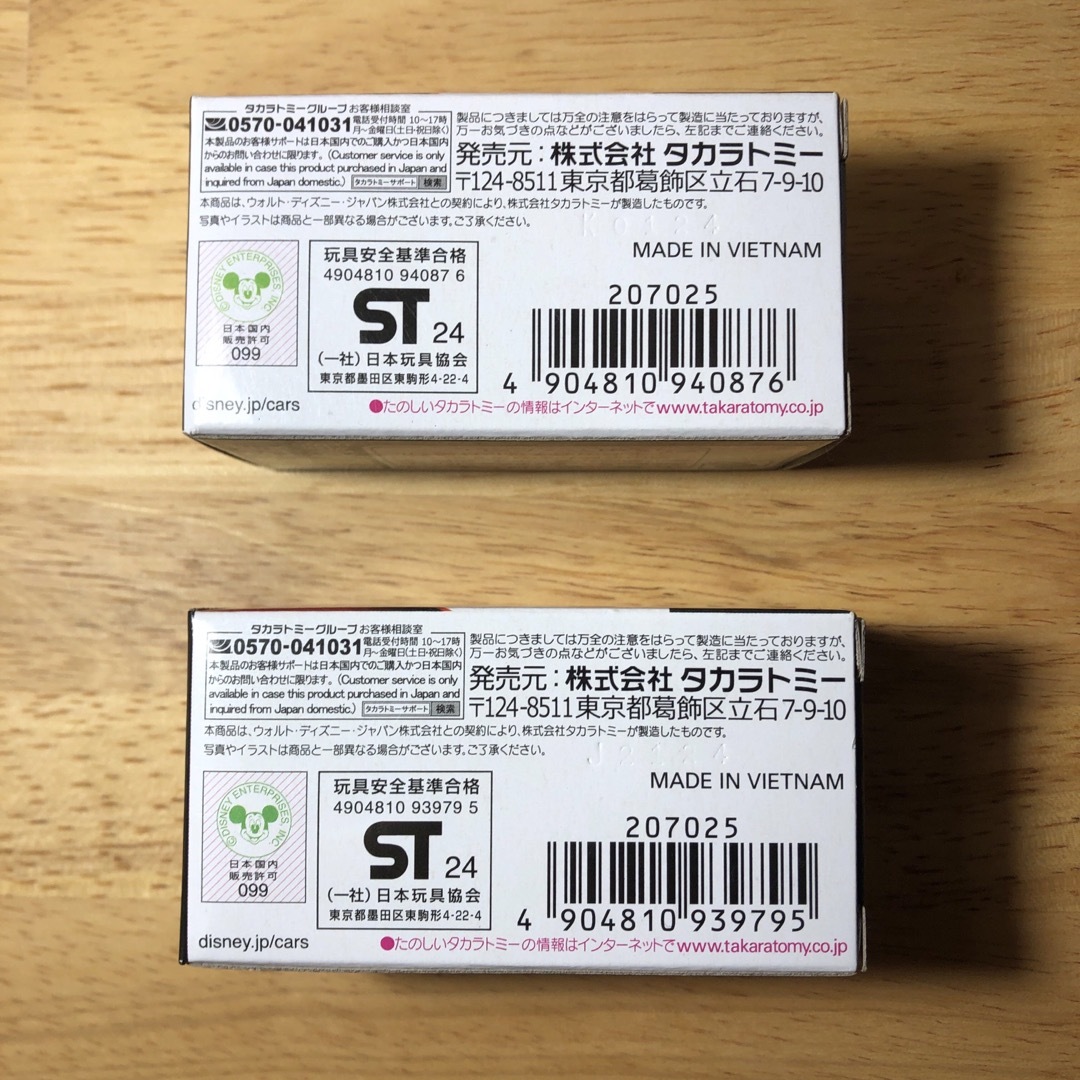 タカラトミーグループ お客様相談室
0570-041031 電話受付時間 10〜17時
月〜金曜日(土日・祝日除く)
本製品のお客様サポートは日本国内でのご購入かつ日本国内
からのお問い合わせに限ります。(Customer service is only
available in case this product purchased in Japan and
inquired from Japan domestic.) タカラトミーサポート 検索
製品につきましては万全の注意をはらって製造に当たっておりますが、
万一お気づきの点などがございましたら、左記までご連絡ください。
発売元:株式会社 タカラトミー
〒124-8511 東京都葛飾区立石7-9-10
本商品は、ウォルト・ディズニー・ジャパン株式会社との契約により、株式会社タカラトミーが製造したものです。
写真やイラストは商品と一部異なる場合がございます。ご了承ください。
K0124
MADE IN VIETNAM
©DISNEY ENTERPRISES, INC
日本国内
販売許可
099
玩具安全基準合格
4904810 94087 6
ST 24
(一社)日本玩具協会
東京都墨田区東駒形4-22-4
207025
4 904810 940876
disney.jp/cars
●たのしいタカラトミーの情報はインターネットでwww.takaratomy.co.jp
タカラトミーグループ お客様相談室
0570-041031 電話受付時間 10〜17時
月〜金曜日(土日・祝日除く)
本製品のお客様サポートは日本国内でのご購入かつ日本国内
からのお問い合わせに限ります。(Customer service is only
available in case this product purchased in Japan and
inquired from Japan domestic.) タカラトミーサポート 検索
製品につきましては万全の注意をはらって製造に当たっておりますが、
万一お気づきの点などがございましたら、左記までご連絡ください。
発売元:株式会社 タカラトミー
〒124-8511 東京都葛飾区立石7-9-10
本商品は、ウォルト・ディズニー・ジャパン株式会社との契約により、株式会社タカラトミーが製造したものです。
写真やイラストは商品と一部異なる場合がございます。ご了承ください。
J2124
MADE IN VIETNAM
©DISNEY ENTERPRISES, INC
日本国内
販売許可
099
玩具安全基準合格
4904810 93979 5
ST 24
(一社)日本玩具協会
東京都墨田区東駒形4-22-4
207025
4 904810 939795
disney.jp/cars
●たのしいタカラトミーの情報はインターネットでwww.takaratomy.co.jp